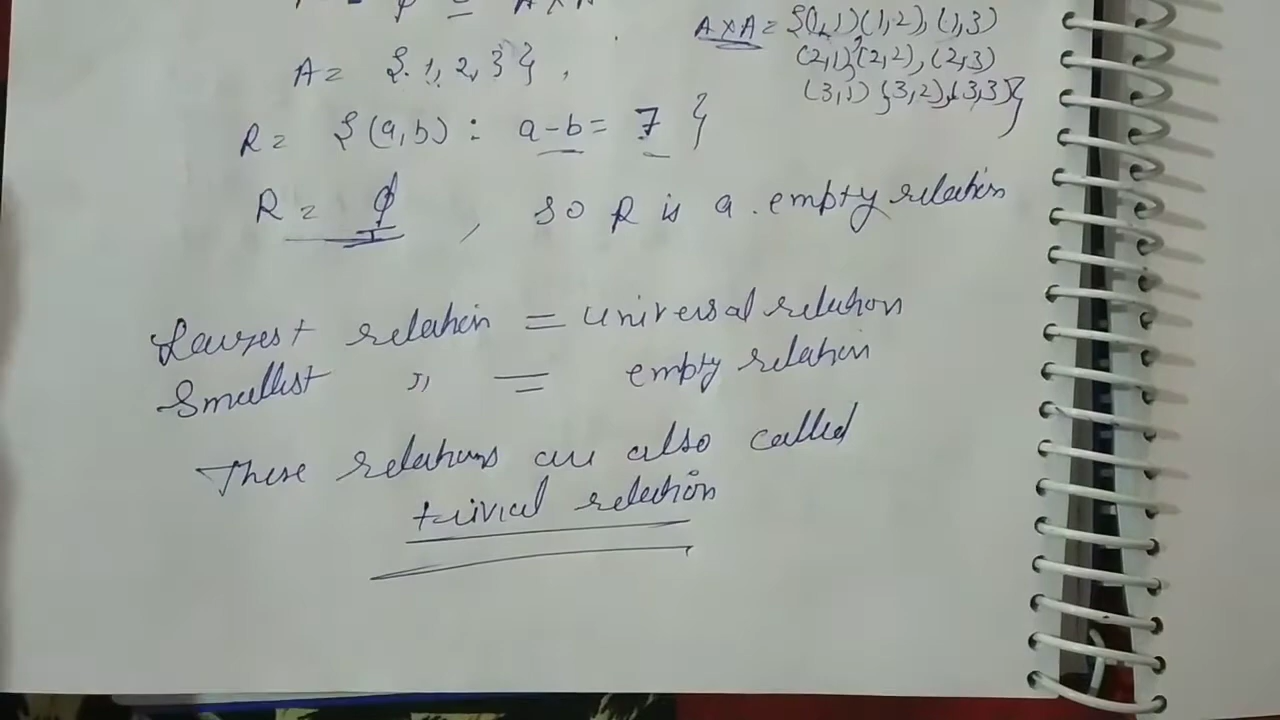 φ ⊆ A×A
A×A = {(1,1)(1,2),(1,3)
(2,1),(2,2),(2,3)
(3,1)(3,2),(3,3)}
A = {1,2,3},
R = {(a,b) : a-b = 7}
R = φ , so R is a empty relation
Largest relation = universal relation
Smallest " = empty relation
These relations are also called
trivial relation